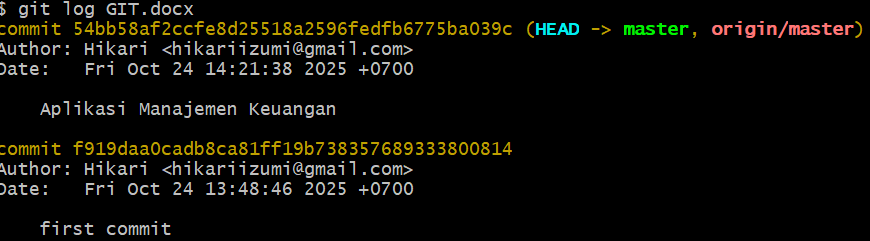 $ git log GIT.docx
commit 54bb58af2ccfe8d25518a2596fedfb6775ba039c (HEAD -> master, origin/master)
Author: Hikari <hikariizumi@gmail.com>
Date:   Fri Oct 24 14:21:38 2025 +0700
    Aplikasi Manajemen Keuangan
commit f919daa0cadb8ca81ff19b738357689333800814
Author: Hikari <hikariizumi@gmail.com>
Date:   Fri Oct 24 13:48:46 2025 +0700
    first commit